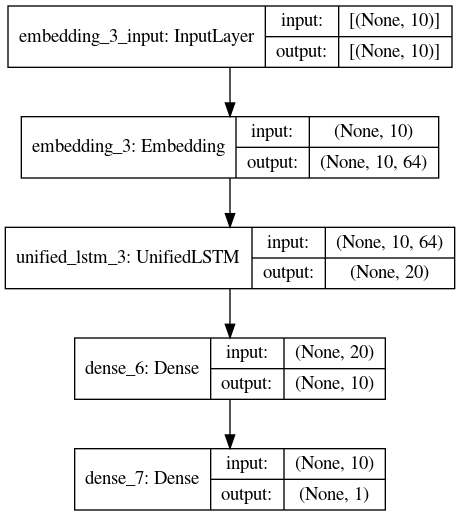 embedding_3_input: InputLayer
input:
[(None, 10)]
output:
[(None, 10)]
embedding_3: Embedding
input:
(None, 10)
output:
(None, 10, 64)
unified_lstm_3: UnifiedLSTM
input:
(None, 10, 64)
output:
(None, 20)
dense_6: Dense
input:
(None, 20)
output:
(None, 10)
dense_7: Dense
input:
(None, 10)
output:
(None, 1)